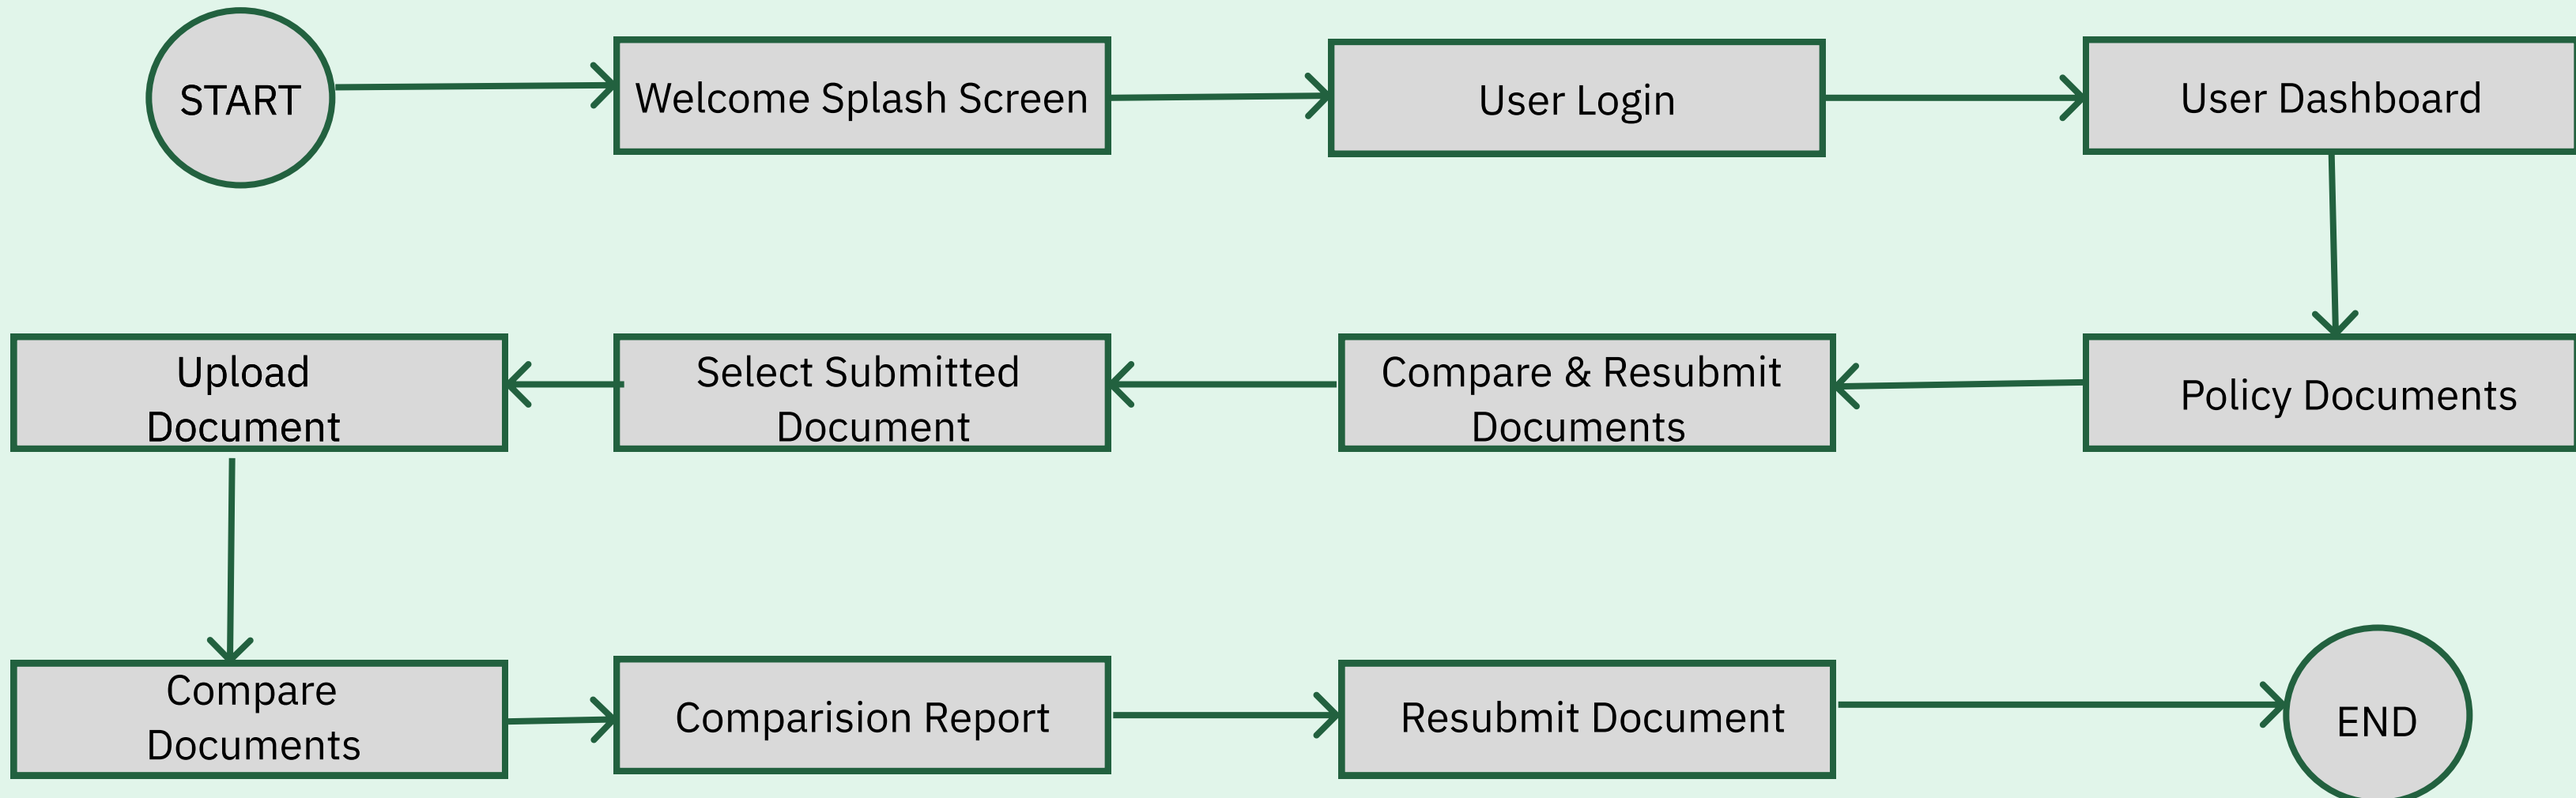 START
Welcome Splash Screen
User Login
User Dashboard
Policy Documents
Compare & Resubmit
Documents
Select Submitted
Document
Upload
Document
Compare
Documents
Comparision Report
Resubmit Document
END